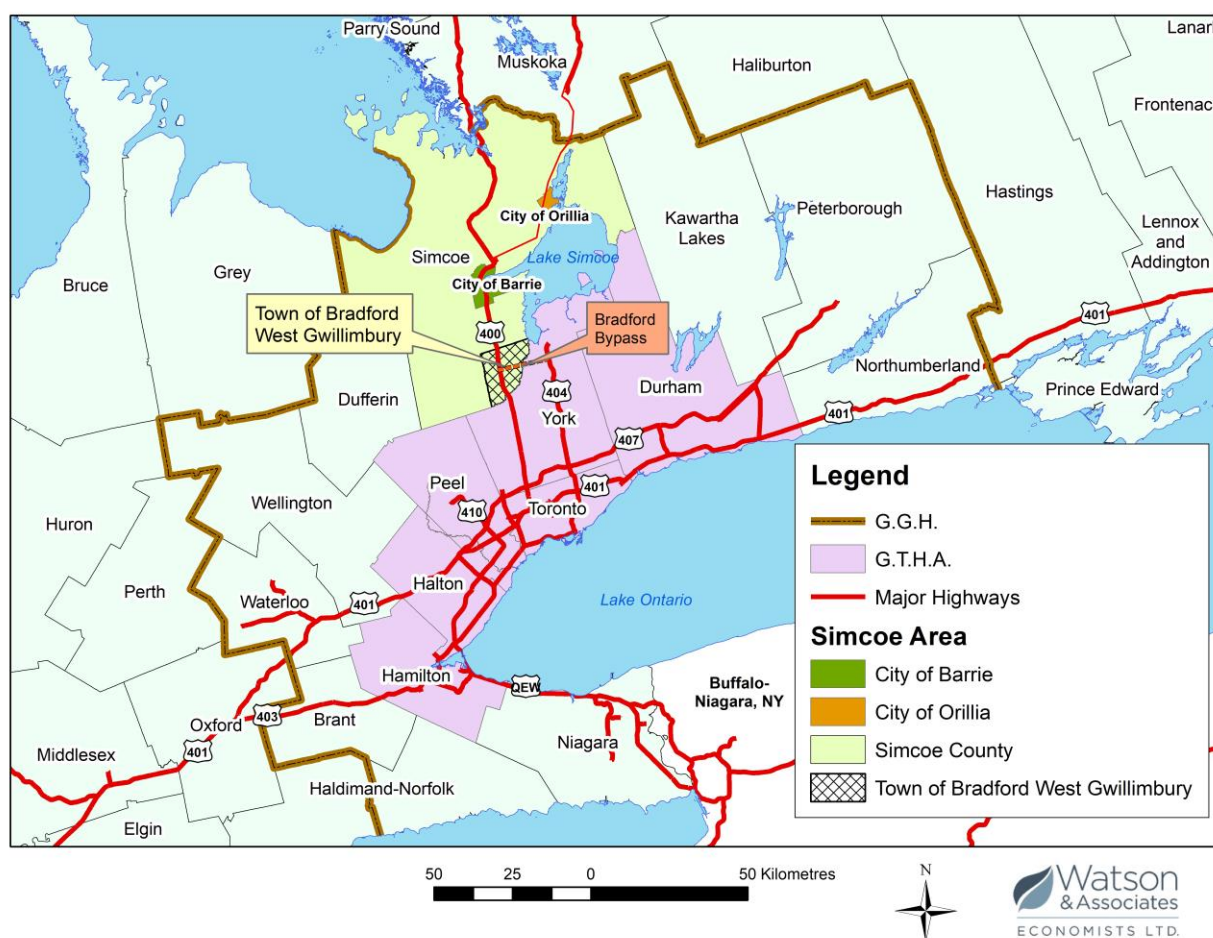 Parry Sound
Muskoka
Haliburton
Lanar
Frontenac
Hastings
City of Orillia
Kawartha
Lakes
Peterborough
Lennox
and
Addington
Bruce
Grey
Simcoe
Lake Simcoe
City of Barrie
Town of Bradford
West Gwillimbury
400
Bradford
Bypass
401
Northumberland
Prince Edward
Dufferin
404
York
Durham
407
401
Wellington
Peel
410
401
Toronto
Huron
Perth
Waterloo
401
Halton
Lake Ontario
Hamilton
QEW
Buffalo-
Niagara, NY
Oxford
403
Brant
Niagara
Middlesex
401
Haldimand-Norfolk
Elgin
Legend
G.G.H.
G.T.H.A.
Major Highways
Simcoe Area
City of Barrie
City of Orillia
Simcoe County
Town of Bradford West Gwillimbury
50 25 0 50 Kilometres
N
Watson
& Associates
ECONOMISTS LTD.